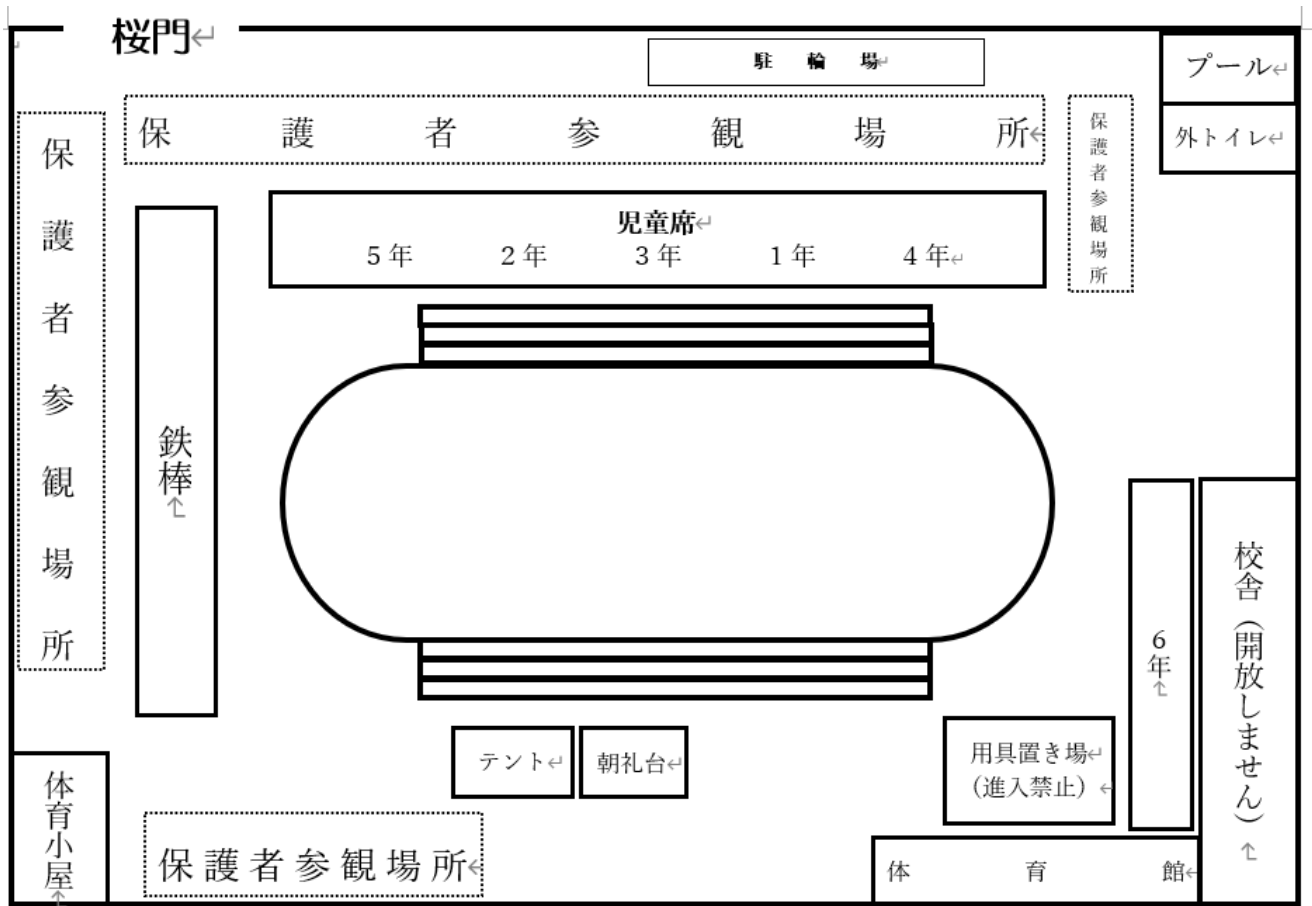 桜門
駐輪場
プール
保護者参観場所
保護者参観場所
外トイレ
保護者参観場所
児童席
5年 2年 3年 1年 4年
鉄棒
6年
校舎(開放しません)
テント
朝礼台
用具置き場
(進入禁止)
体育小屋
保護者参観場所
体育館